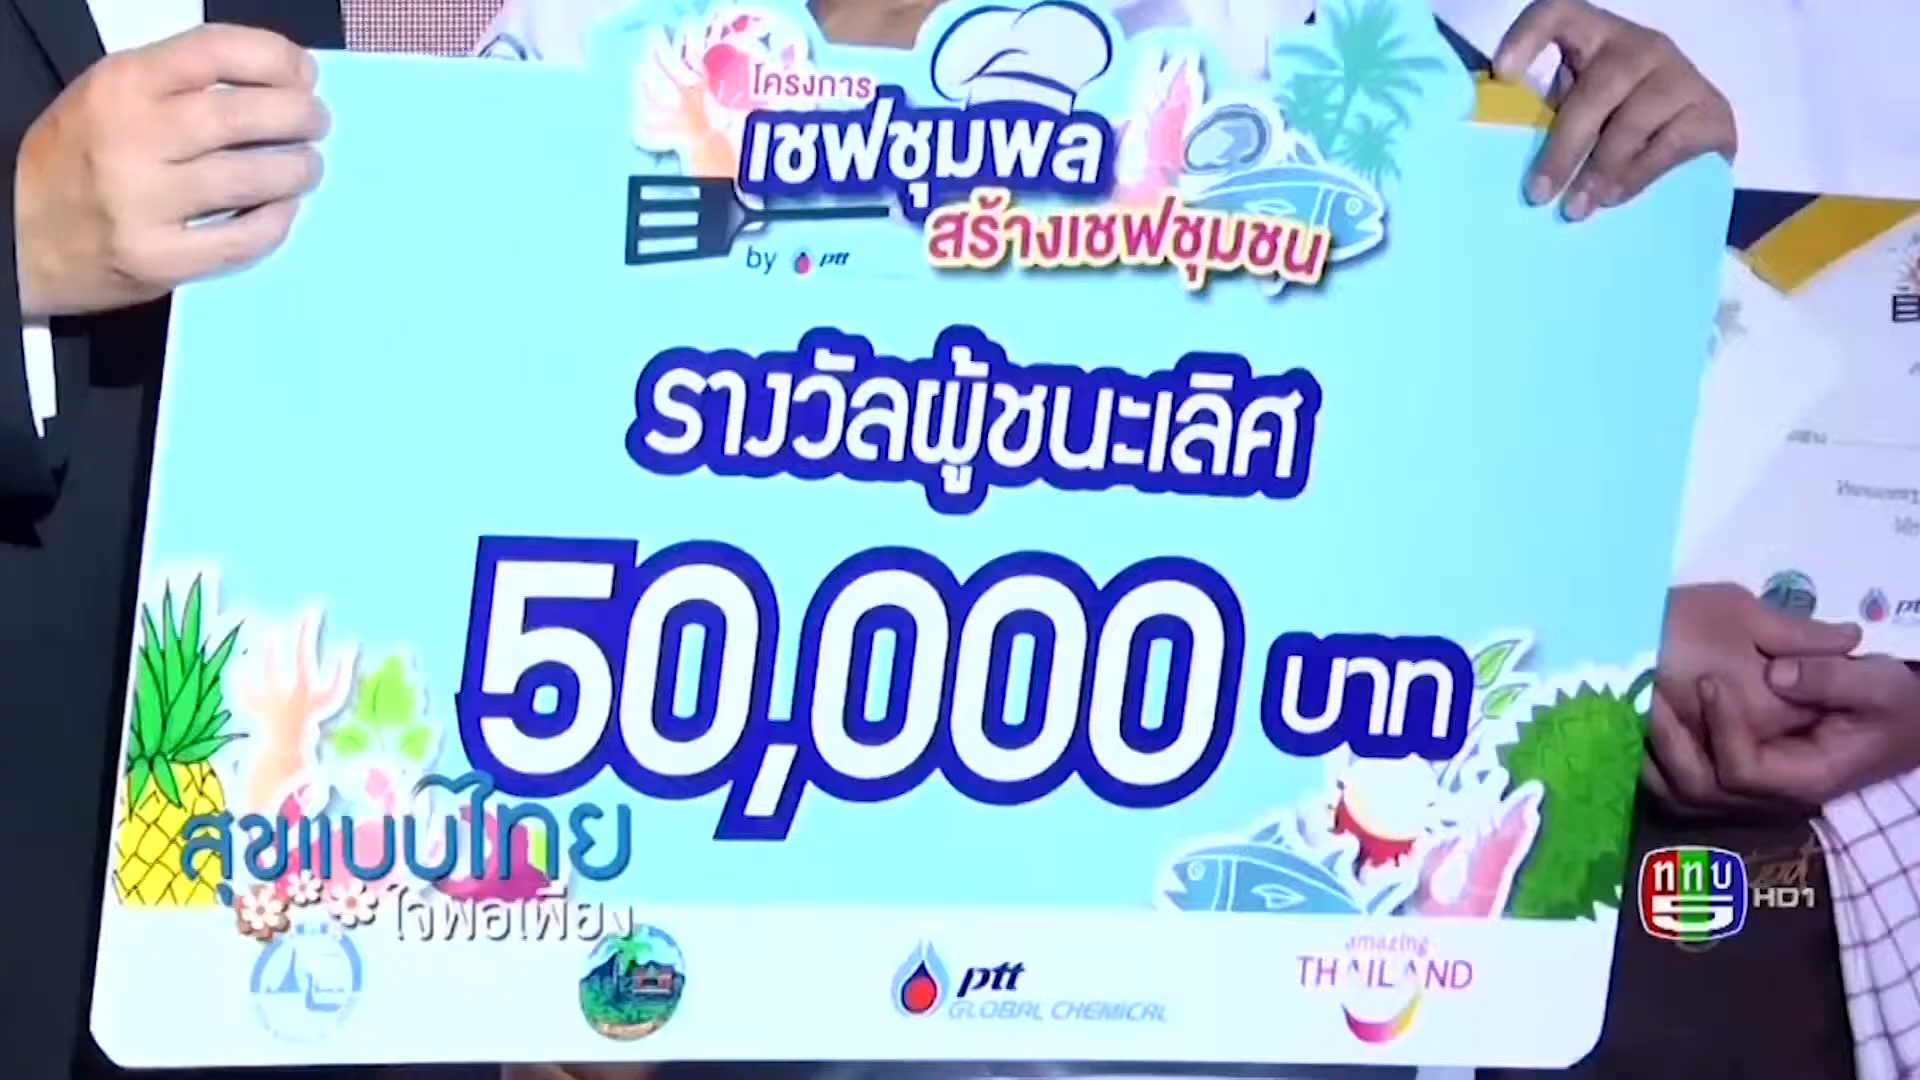 โครงการ
เชฟชุมพล
สร้างเชฟชุมชน
by ptt
รางวัลผู้ชนะเลิศ
50,000 บาท
สุขแบบไทย
ใจพอเพียง
ททบ
HD1
ptt
GLOBAL CHEMICAL
amazing
THAILAND